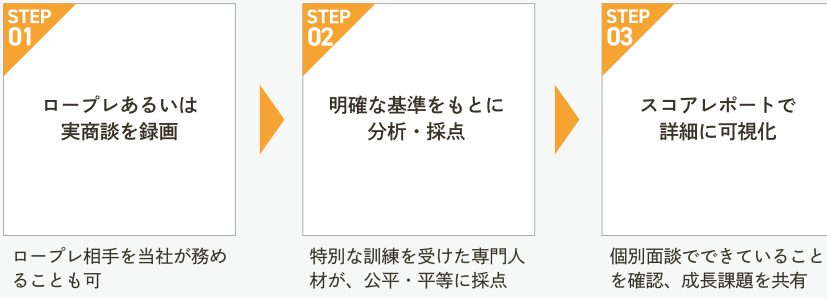 STEP
01
ロープレあるいは
実商談を録画
ロープレ相手を当社が務め
ることも可
STEP
02
明確な基準をもとに
分析・採点
特別な訓練を受けた専門人
材が、公平・平等に採点
STEP
03
スコアレポートで
詳細に可視化
個別面談でできていること
を確認、成長課題を共有